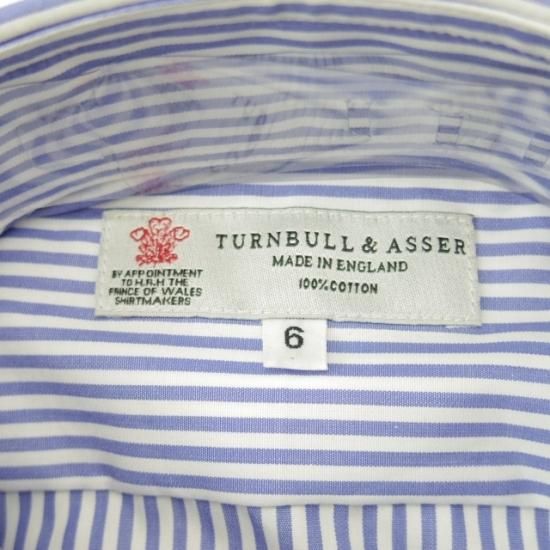 TURNBULL & ASSER
MADE IN ENGLAND
100% COTTON
BY APPOINTMENT
TO H.R.H THE
PRINCE OF WALES
SHIRTMAKERS
6